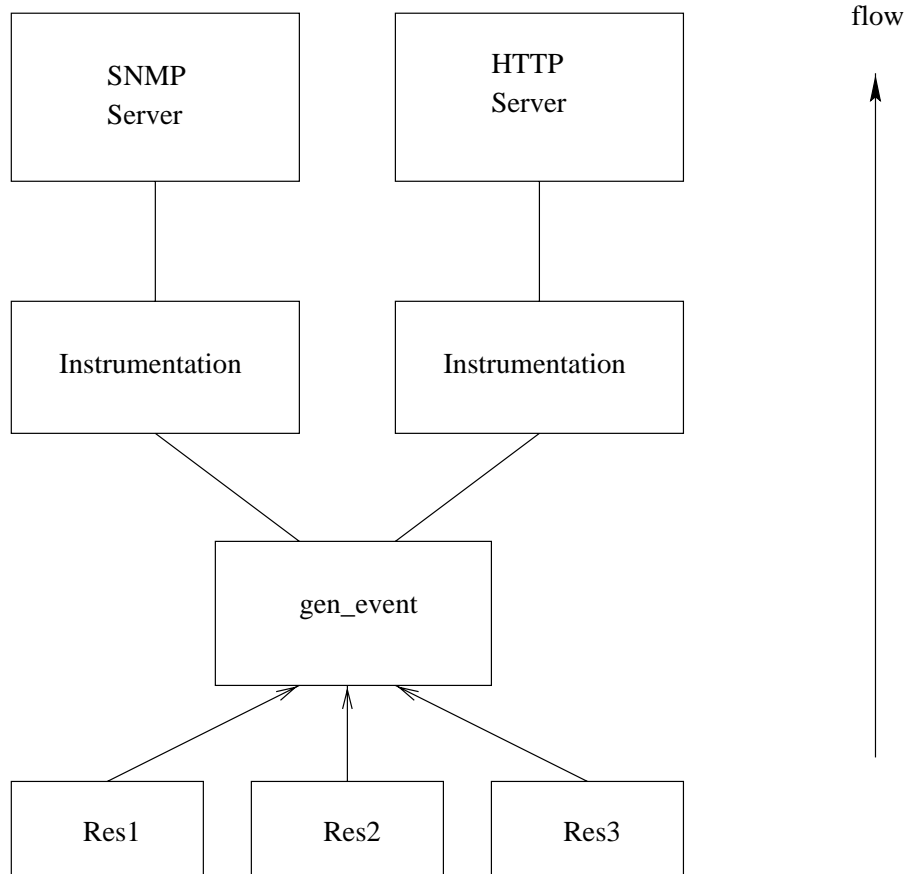 flow
SNMP
Server
HTTP
Server
Instrumentation
Instrumentation
gen_event
Res1
Res2
Res3